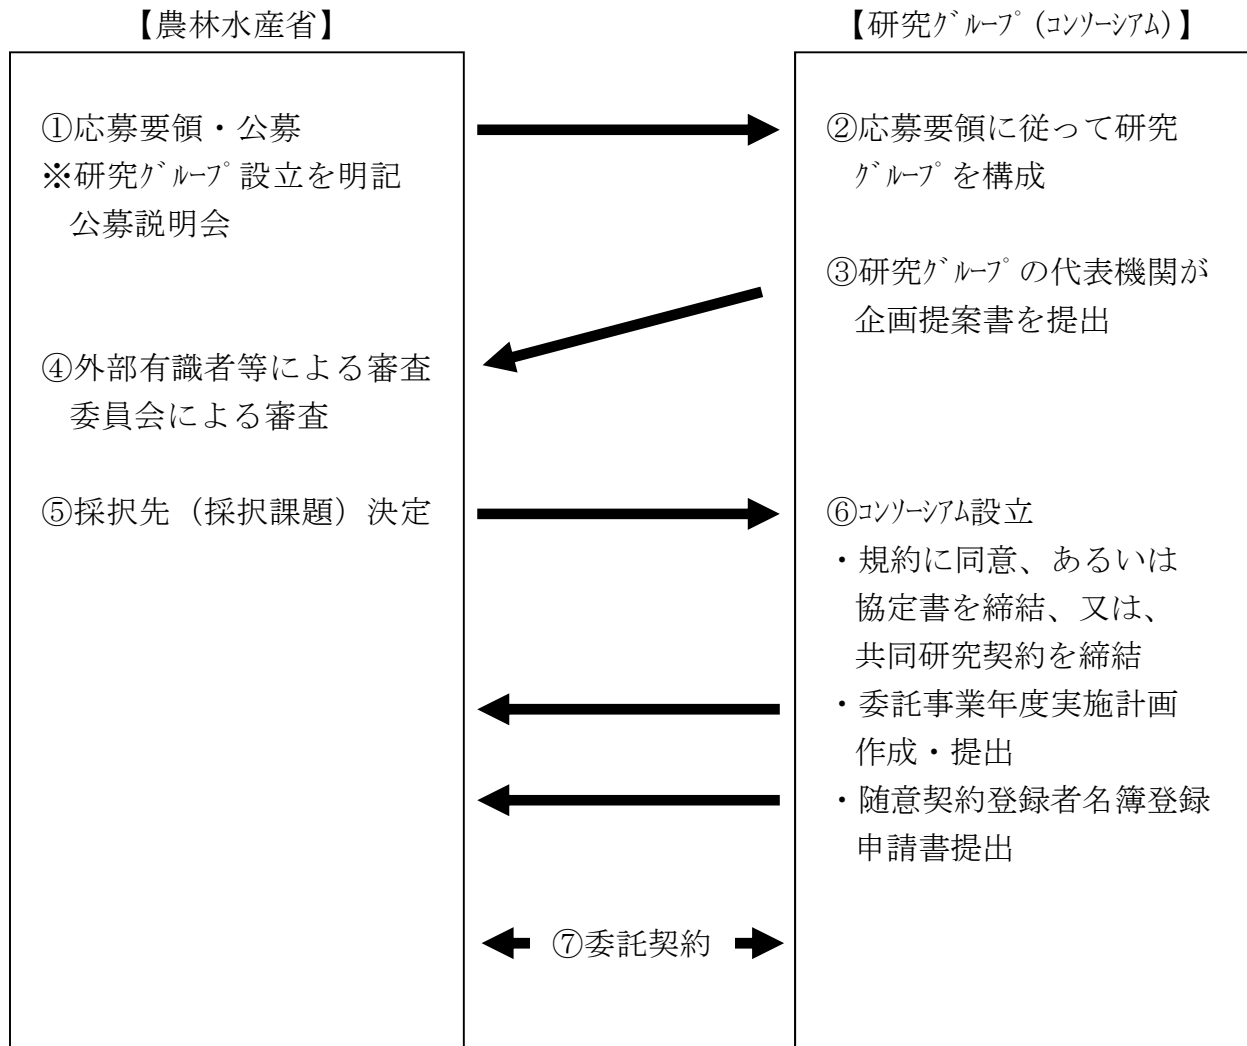 【農林水産省】
①応募要領・公募
※研究ｸﾞﾙｰﾌﾟ設立を明記
公募説明会
④外部有識者等による審査
委員会による審査
⑤採択先（採択課題）決定
【研究ｸﾞﾙｰﾌﾟ(ｺﾝｿｰｼｱﾑ)】
②応募要領に従って研究
ｸﾞﾙｰﾌﾟを構成
③研究ｸﾞﾙｰﾌﾟの代表機関が
企画提案書を提出
⑥ｺﾝｿｰｼｱﾑ設立
・規約に同意、あるいは
協定書を締結、又は、
共同研究契約を締結
・委託事業年度実施計画
作成・提出
・随意契約登録者名簿登録
申請書提出
⑦委託契約